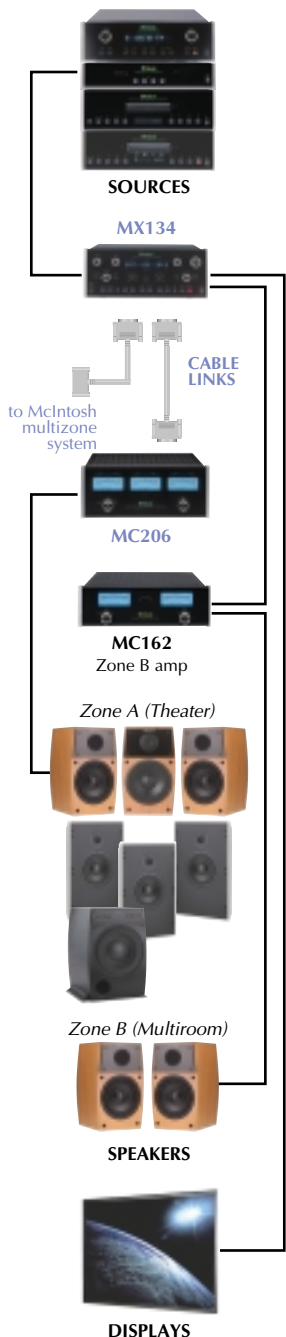 SOURCES
MX134
CABLE
LINKS
to McIntosh
multizone
system
MC206
MC162
Zone B amp
Zone A (Theater)
Zone B (Multiroom)
SPEAKERS
DISPLAYS